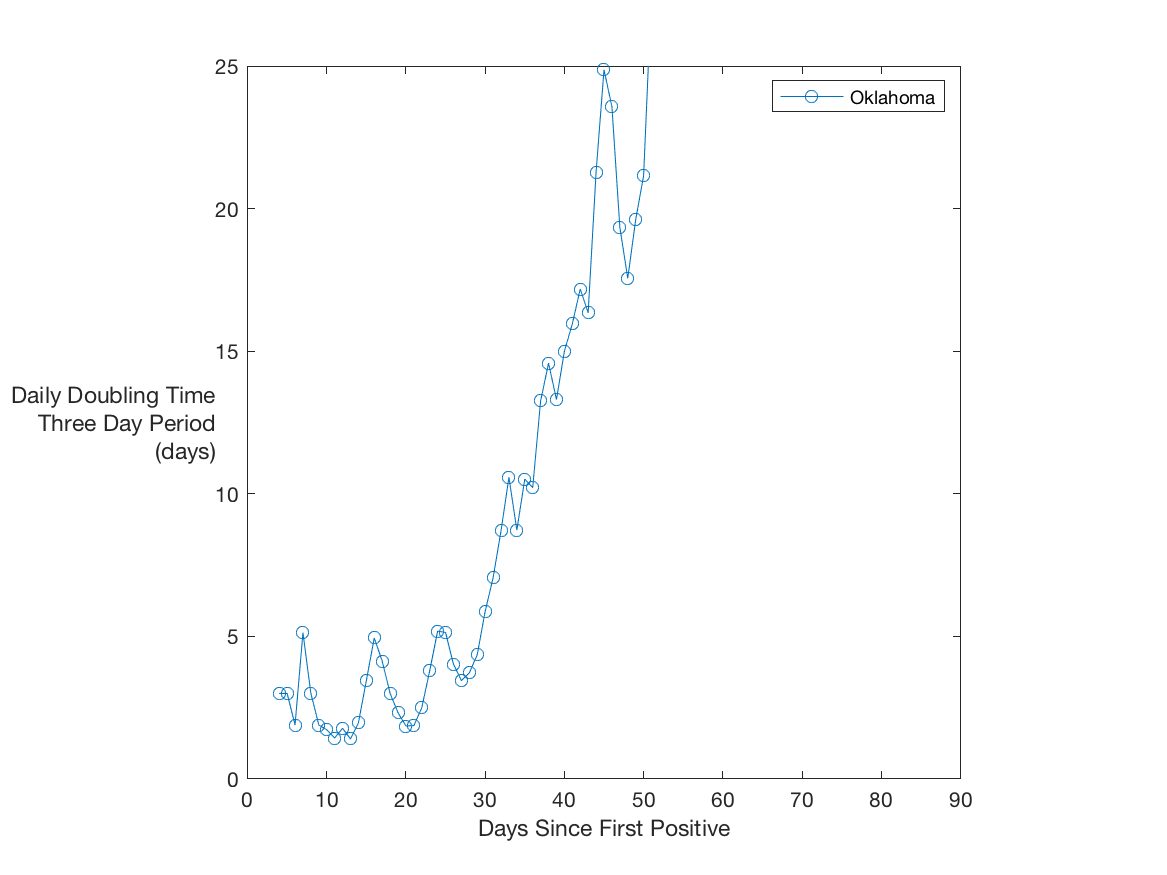 25
20
15
10
5
0
0 10 20 30 40 50 60 70 80 90
Oklahoma
Daily Doubling Time
Three Day Period
(days)
Days Since First Positive